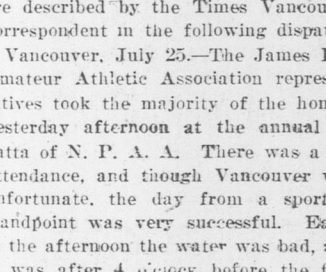 re described by the Times Vancou
orrespondent in the following dispat
Vancouver, July 25.—The James
mateur Athletic Association repres
tives took the majority of the hon
esterday afternoon at the annual
atta of N. P. A. A. There was a
ttendance, and though Vancouver
nfortunate, the day from a sport
andpoint was very successful. Ea
the afternoon the water was bad,
was after 4 o'clock before the